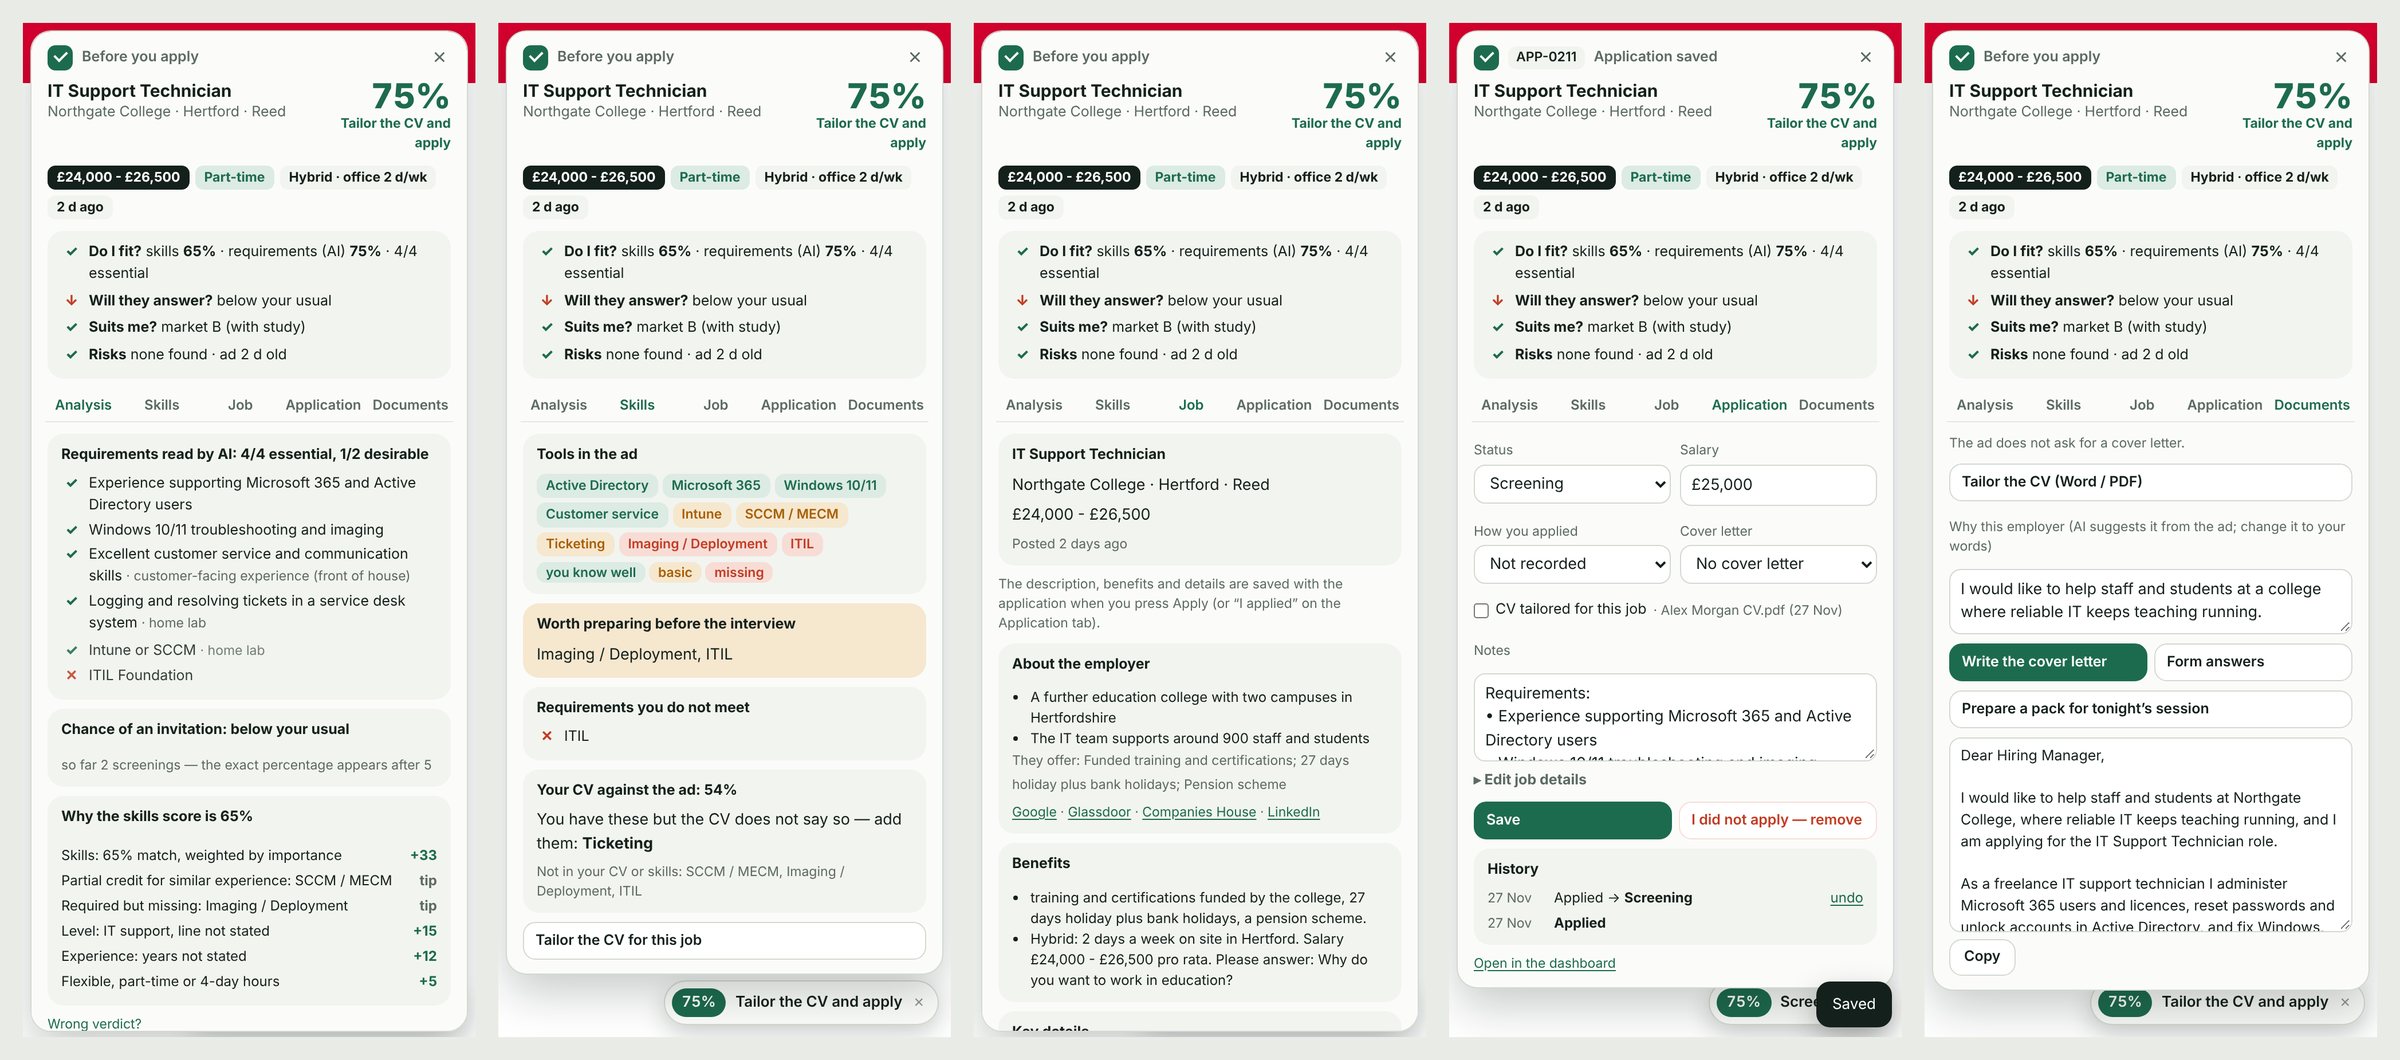 Before you apply
IT Support Technician
75%
Northgate College · Hertford · Reed
Tailor the CV and
apply
£24,000 - £26,500 Part-time Hybrid · office 2 d/wk
2 d ago
Do I fit? skills 65% · requirements (AI) 75% · 4/4
essential
Will they answer? below your usual
Suits me? market B (with study)
Risks none found · ad 2 d old
Analysis Skills Job Application Documents
Requirements read by AI: 4/4 essential, 1/2 desirable
Experience supporting Microsoft 365 and Active
Directory users
Windows 10/11 troubleshooting and imaging
Excellent customer service and communication
skills · customer-facing experience (front of house)
Logging and resolving tickets in a service desk
system · home lab
Intune or SCCM · home lab
ITIL Foundation
Chance of an invitation: below your usual
so far 2 screenings — the exact percentage appears after 5
Why the skills score is 65%
Skills: 65% match, weighted by importance +33
Partial credit for similar experience: SCCM / MECM tip
Required but missing: Imaging / Deployment tip
Level: IT support, line not stated +15
Experience: years not stated +12
Flexible, part-time or 4-day hours +5
Wrong verdict?
Before you apply
IT Support Technician
75%
Northgate College · Hertford · Reed
Tailor the CV and
apply
£24,000 - £26,500 Part-time Hybrid · office 2 d/wk
2 d ago
Do I fit? skills 65% · requirements (AI) 75% · 4/4
essential
Will they answer? below your usual
Suits me? market B (with study)
Risks none found · ad 2 d old
Analysis Skills Job Application Documents
Tools in the ad
Active Directory Microsoft 365 Windows 10/11
Customer service Intune SCCM / MECM
Ticketing Imaging / Deployment ITIL
you know well basic missing
Worth preparing before the interview
Imaging / Deployment, ITIL
Requirements you do not meet
ITIL
Your CV against the ad: 54%
You have these but the CV does not say so — add
them: Ticketing
Not in your CV or skills: SCCM / MECM, Imaging /
Deployment, ITIL
Tailor the CV for this job
75% Tailor the CV and apply
Before you apply
IT Support Technician
75%
Northgate College · Hertford · Reed
Tailor the CV and
apply
£24,000 - £26,500 Part-time Hybrid · office 2 d/wk
2 d ago
Do I fit? skills 65% · requirements (AI) 75% · 4/4
essential
Will they answer? below your usual
Suits me? market B (with study)
Risks none found · ad 2 d old
Analysis Skills Job Application Documents
IT Support Technician
Northgate College · Hertford · Reed
£24,000 - £26,500
Posted 2 days ago
The description, benefits and details are saved with the
application when you press Apply (or “I applied” on the
Application tab).
About the employer
• A further education college with two campuses in
Hertfordshire
• The IT team supports around 900 staff and students
They offer: Funded training and certifications; 27 days
holiday plus bank holidays; Pension scheme
Google · Glassdoor · Companies House · LinkedIn
Benefits
• training and certifications funded by the college, 27
days holiday plus bank holidays, a pension scheme.
• Hybrid: 2 days a week on site in Hertford. Salary
£24,000 - £26,500 pro rata. Please answer: Why do
you want to work in education?
Key details
APP-0211 Application saved
IT Support Technician
75%
Northgate College · Hertford · Reed
Tailor the CV and
apply
£24,000 - £26,500 Part-time Hybrid · office 2 d/wk
2 d ago
Do I fit? skills 65% · requirements (AI) 75% · 4/4
essential
Will they answer? below your usual
Suits me? market B (with study)
Risks none found · ad 2 d old
Analysis Skills Job Application Documents
Status Salary
Screening £25,000
How you applied Cover letter
Not recorded No cover letter
CV tailored for this job · Alex Morgan CV.pdf (27 Nov)
Notes
Requirements:
• Experience supporting Microsoft 365 and Active
Directory users
• Windows 10/11 troubleshooting and imaging
▸ Edit job details
Save I did not apply — remove
History
27 Nov Applied → Screening undo
27 Nov Applied
Open in the dashboard
75% Scree
Saved
Before you apply
IT Support Technician
75%
Northgate College · Hertford · Reed
Tailor the CV and
apply
£24,000 - £26,500 Part-time Hybrid · office 2 d/wk
2 d ago
Do I fit? skills 65% · requirements (AI) 75% · 4/4
essential
Will they answer? below your usual
Suits me? market B (with study)
Risks none found · ad 2 d old
Analysis Skills Job Application Documents
The ad does not ask for a cover letter.
Tailor the CV (Word / PDF)
Why this employer (AI suggests it from the ad; change it to your
words)
I would like to help staff and students at a college
where reliable IT keeps teaching running.
Write the cover letter Form answers
Prepare a pack for tonight’s session
Dear Hiring Manager,
I would like to help staff and students at Northgate
College, where reliable IT keeps teaching running, and I
am applying for the IT Support Technician role.
As a freelance IT support technician I administer
Microsoft 365 users and licences, reset passwords and
unlock accounts in Active Directory, and fix Windows,
Copy
75% Tailor the CV and apply